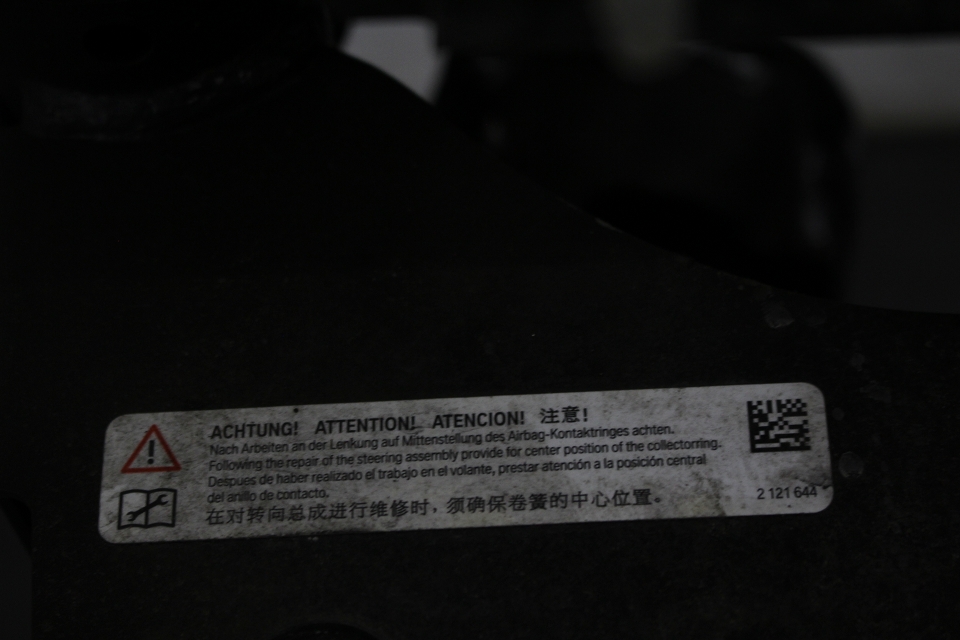 ACHTUNG! ATTENTION! ATENCION! 注意!
Nach Arbeiten an der Lenkung auf Mittenstellung des Airbag-Kontaktringes achten.
Following the repair of the steering assembly provide for center position of the collectorring.
Despues de haber realizado el trabajo en el volante, prestar atención a la posición central
del anillo de contacto.
在对转向总成进行维修时，须确保卷簧的中心位置。
2 121 644